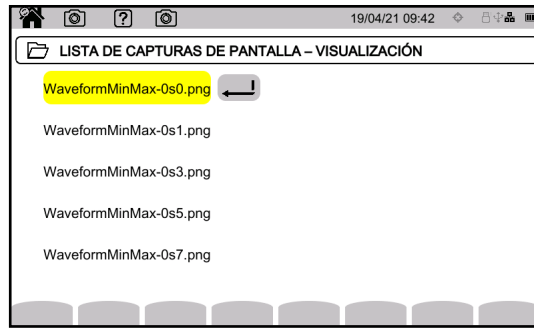 ?
19/04/21 09:42
LISTA DE CAPTURAS DE PANTALLA – VISUALIZACIÓN
WaveformMinMax-0s0.png
WaveformMinMax-0s1.png
WaveformMinMax-0s3.png
WaveformMinMax-0s5.png
WaveformMinMax-0s7.png